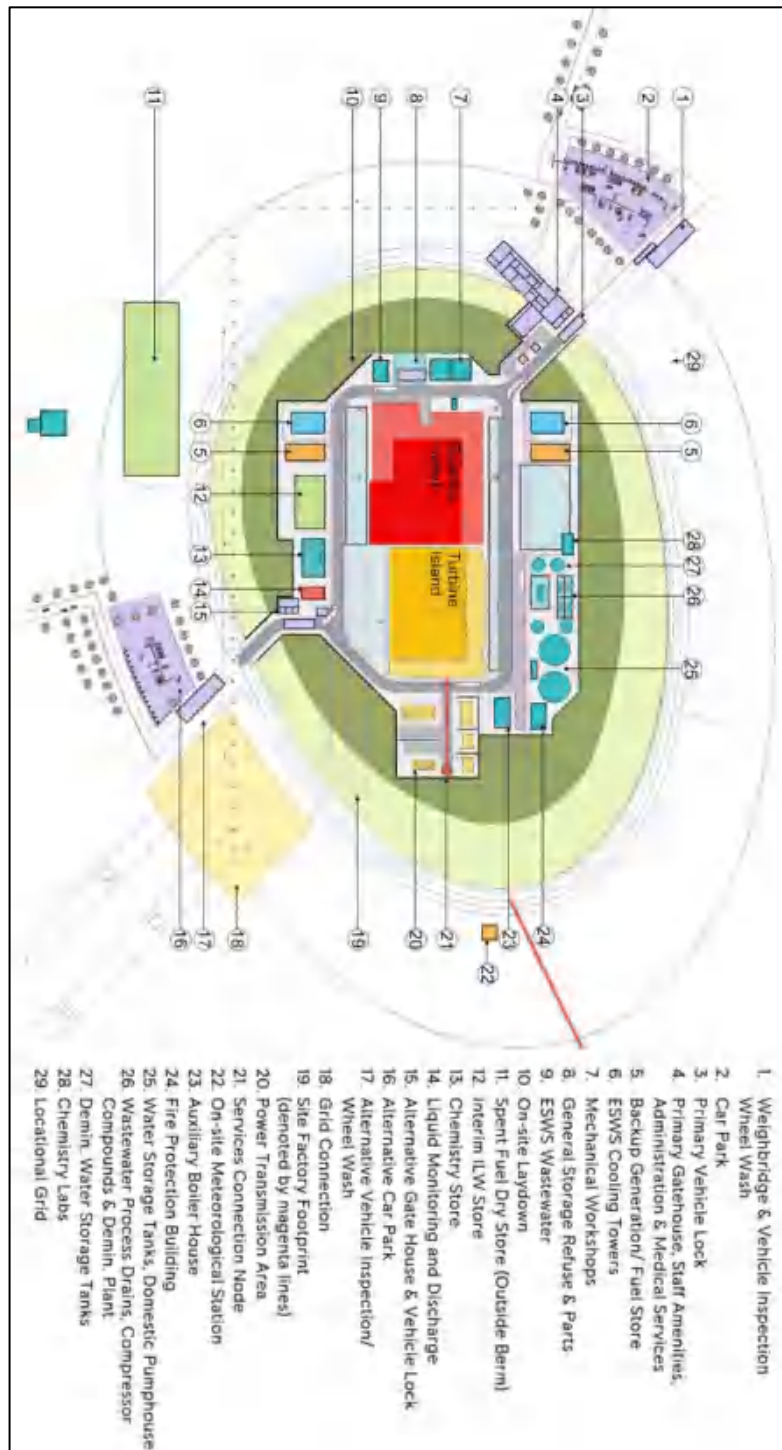 1. Weighbridge & Vehicle Inspection
Wheel Wash
2. Car Park
3. Primary Vehicle Lock
4. Primary Gatehouse, Staff Amenities,
Administration & Medical Services
5. Backup Generation/ Fuel Store
6. ESWS Cooling Towers
7. Mechanical Workshops
8. General Storage Refuse & Parts
9. ESWS Wastewater
10. On-site Laydown
11. Spent Fuel Dry Store (Outside Berm)
12. Interim ILW Store
13. Chemistry Store
14. Liquid Monitoring and Discharge
15. Alternative Gate House & Vehicle Lock
16. Alternative Car Park
17. Alternative Vehicle Inspection/
Wheel Wash
18. Grid Connection
19. Site Factory Footprint
(denoted by magenta lines)
20. Power Transmission Area
21. Services Connection Node
22. On-site Meteorological Station
23. Auxiliary Boiler House
24. Fire Protection Building
25. Water Storage Tanks, Domestic Pumphouse
26. Wastewater Process Drains, Compressor
Compounds & Demin. Plant
27. Demin. Water Storage Tanks
28. Chemistry Labs
29. Locational Grid
1
2
3
4
29
6
5
28
27
26
25
24
23
22
7
8
9
10
11
Turbine
Island
21
20
19
6
5
12
13
14
15
18
17
16